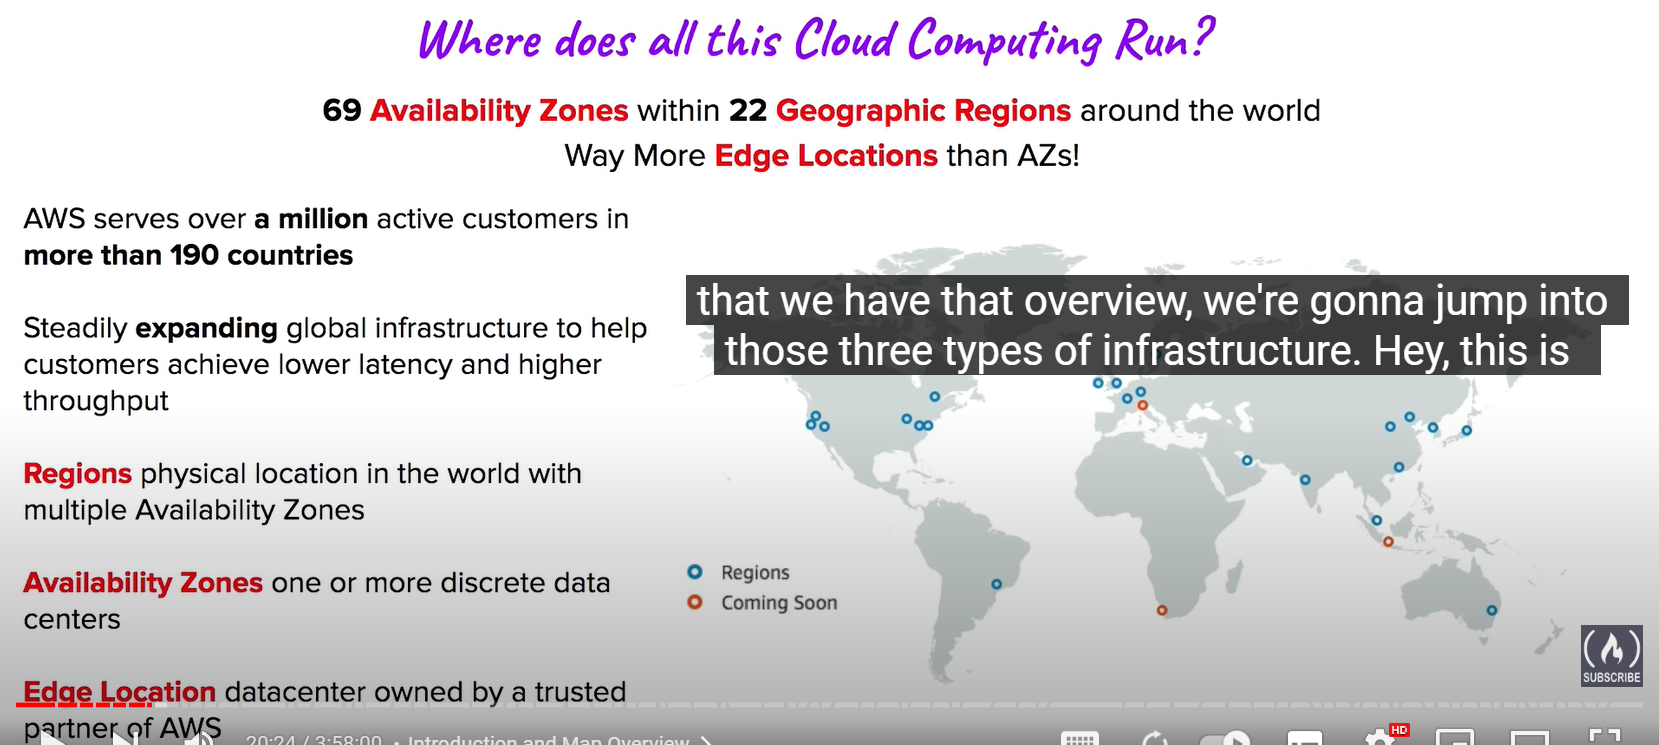 Where does all this Cloud Computing Run?
69 Availability Zones within 22 Geographic Regions around the world
Way More Edge Locations than AZs!
AWS serves over a million active customers in
more than 190 countries
Steadily expanding global infrastructure to help
customers achieve lower latency and higher
throughput
Regions physical location in the world with
multiple Availability Zones
Availability Zones one or more discrete data
centers
Edge Location datacenter owned by a trusted
partner of AWS
that we have that overview, we're gonna jump into
those three types of infrastructure. Hey, this is
Regions
Coming Soon
SUBSCRIBE
20:24 / 3:58:00 • Introduction and Map Overview
HD